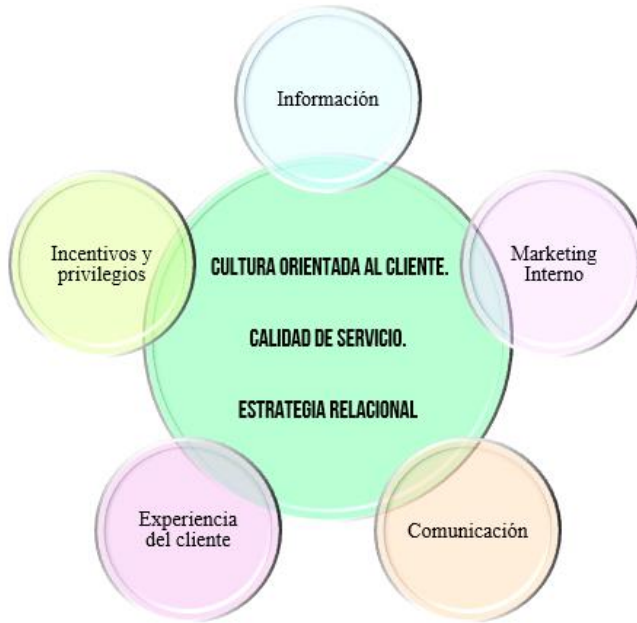 Información
Incentivos y
privilegios
CULTURA ORIENTADA AL CLIENTE.
CALIDAD DE SERVICIO.
ESTRATEGIA RELACIONAL
Marketing
Interno
Experiencia
del cliente
Comunicación